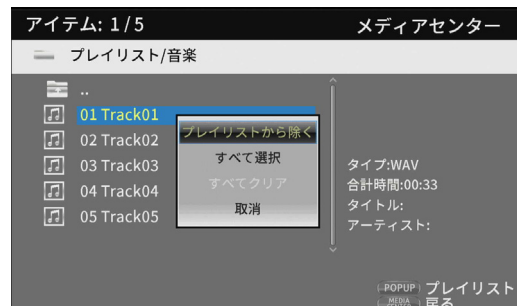 アイテム: 1/5
メディアセンター
プレイリスト/音楽
..
01 Track01
02 Track02
03 Track03
04 Track04
05 Track05
プレイリストから除く
すべて選択
すべてクリア
取消
タイプ:WAV
合計時間:00:33
タイトル:
アーティスト:
POPUP プレイリスト
MEDIA CENTER 戻る